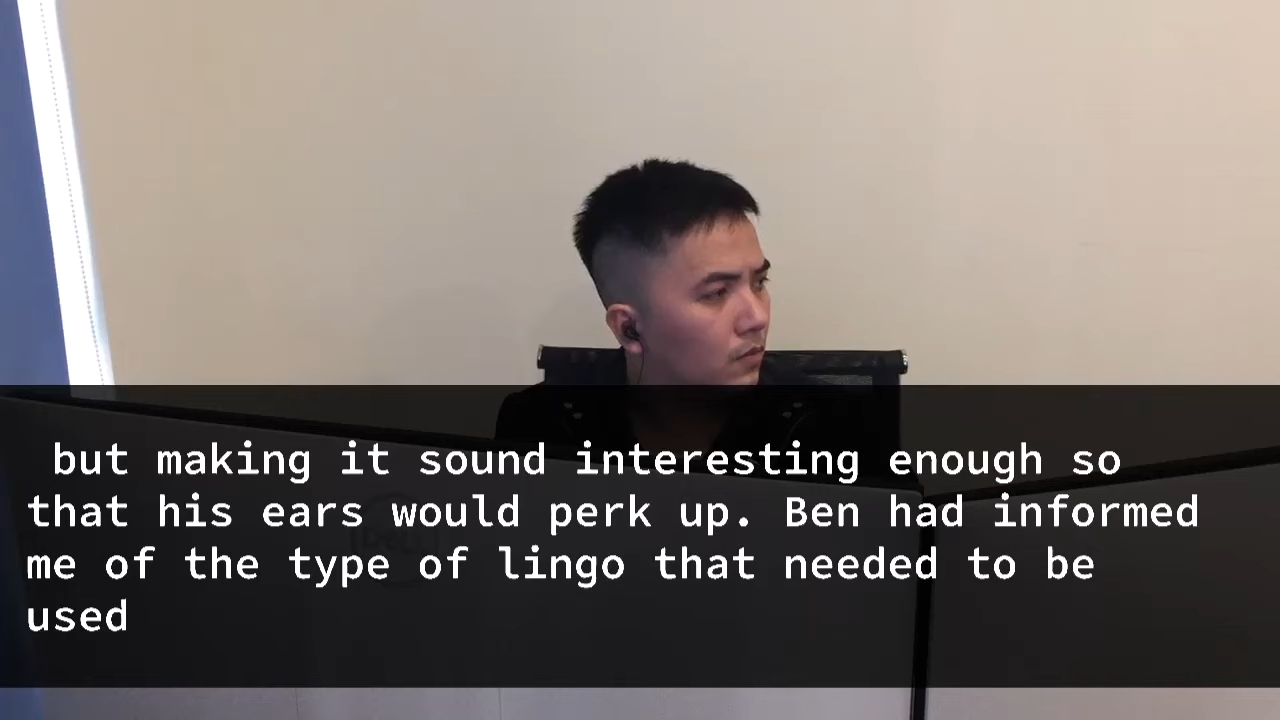 but making it sound interesting enough so
that his ears would perk up. Ben had informed
me of the type of lingo that needed to be
used